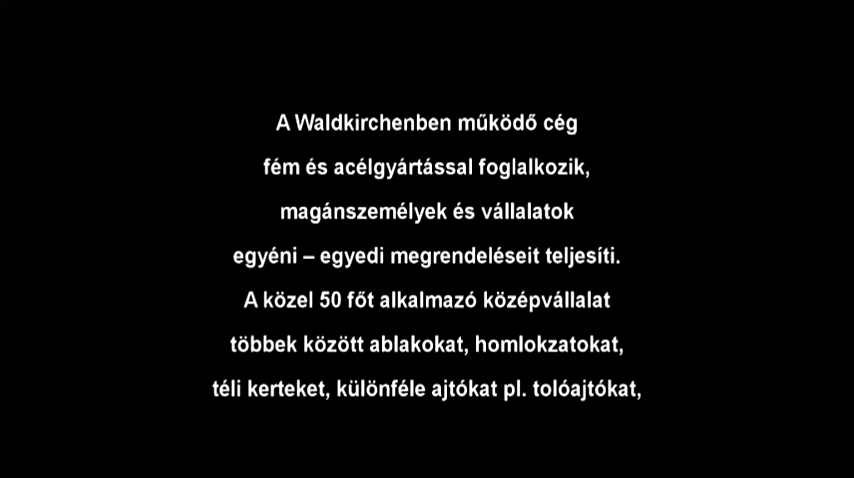 A Waldkirchenben működő cég
fém és acélgyártással foglalkozik,
magánszemélyek és vállalatok
egyéni – egyedi megrendeléseit teljesíti.
A közel 50 főt alkalmazó középvállalat
többek között ablakokat, homlokzatokat,
téli kerteket, különféle ajtókat pl. tolóajtókat,